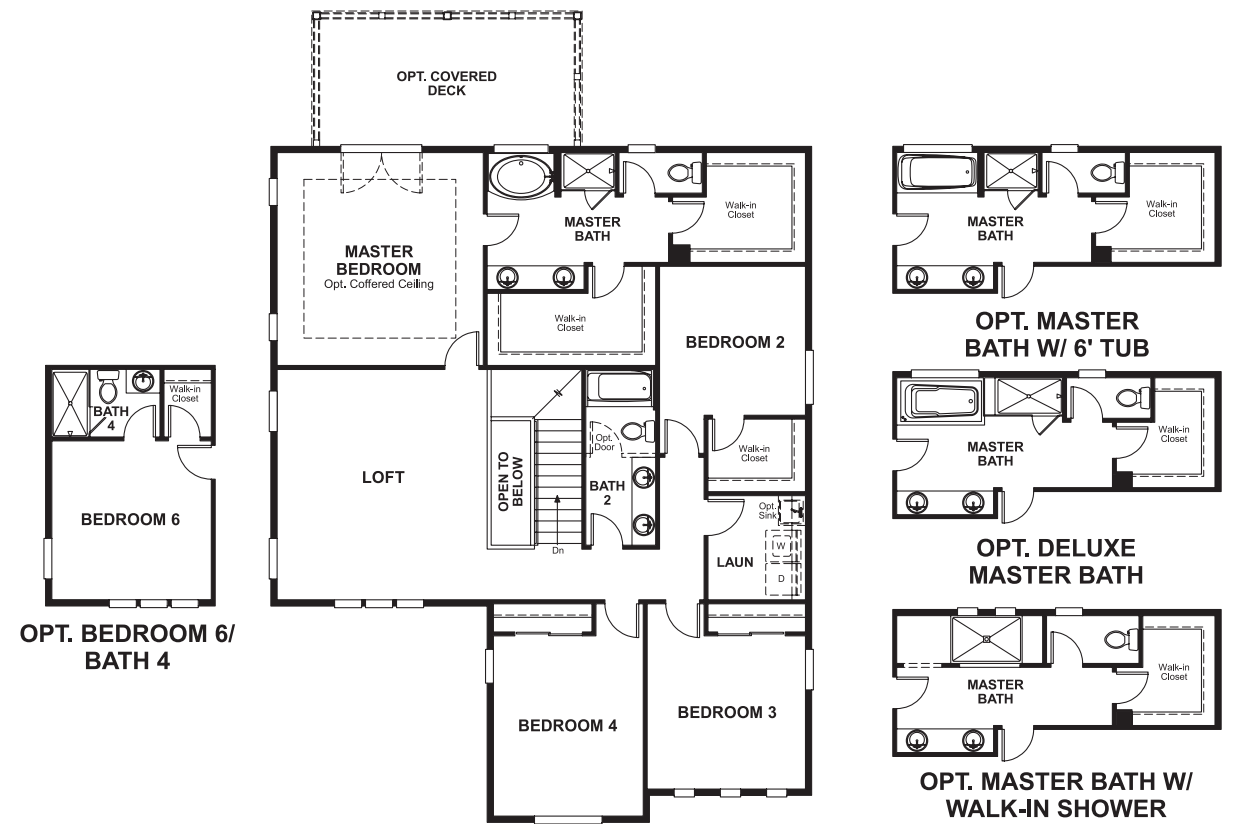 OPT. COVERED
DECK
MASTER
BEDROOM
Opt. Coffered Ceiling
MASTER
BATH
Walk-in
Closet
Walk-in
Closet
BEDROOM 2
LOFT
OPEN TO
BELOW
Dn
Opt.
Door
BATH
2
Walk-in
Closet
Opt.
Sink
W
LAUN
D
BEDROOM 4
BEDROOM 3
BATH
4
Walk-in
Closet
BEDROOM 6
OPT. BEDROOM 6/
BATH 4
Walk-in
Closet
MASTER
BATH
OPT. MASTER
BATH W/ 6' TUB
Walk-in
Closet
MASTER
BATH
OPT. DELUXE
MASTER BATH
Walk-in
Closet
MASTER
BATH
OPT. MASTER BATH W/
WALK-IN SHOWER